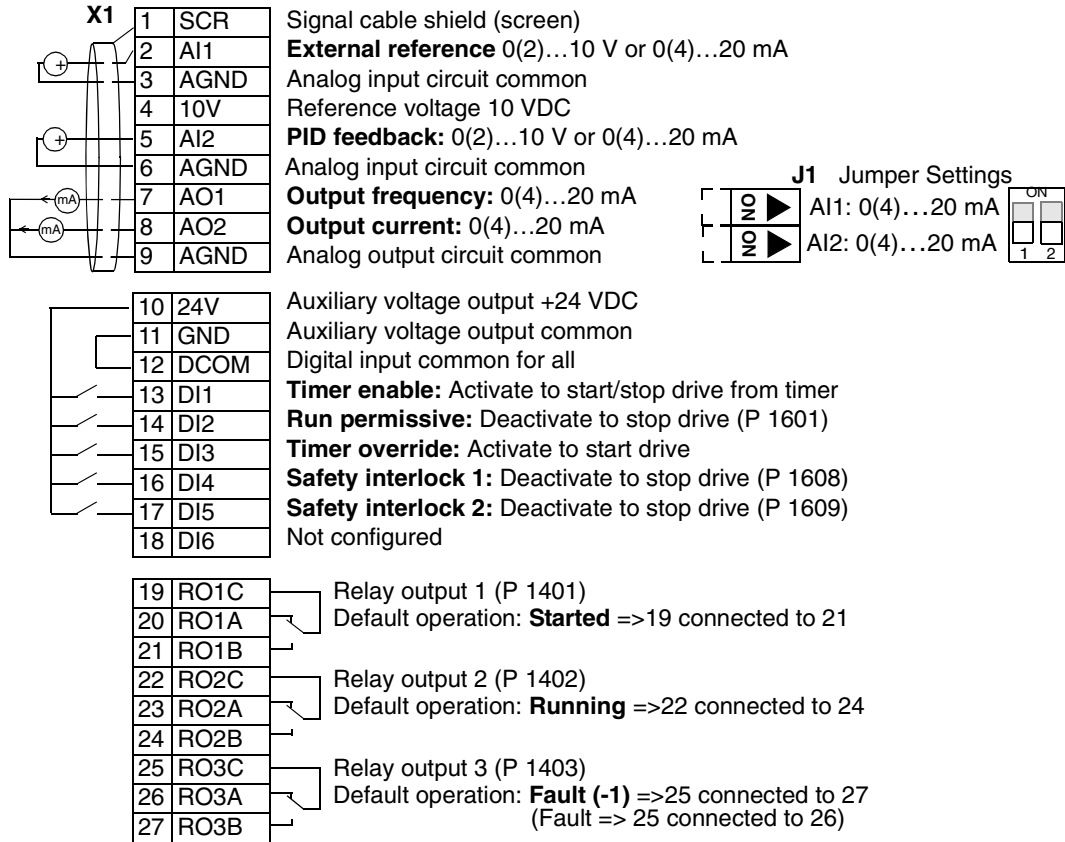 X1
1 SCR Signal cable shield (screen)
2 AI1 External reference 0(2)…10 V or 0(4)…20 mA
3 AGND Analog input circuit common
4 10V Reference voltage 10 VDC
5 AI2 PID feedback: 0(2)…10 V or 0(4)…20 mA
6 AGND Analog input circuit common
7 AO1 Output frequency: 0(4)…20 mA
8 AO2 Output current: 0(4)…20 mA
9 AGND Analog output circuit common
+
+
mA
mA
J1 Jumper Settings
ON AI1: 0(4)…20 mA
ON AI2: 0(4)…20 mA
ON
1 2
10 24V Auxiliary voltage output +24 VDC
11 GND Auxiliary voltage output common
12 DCOM Digital input common for all
13 DI1 Timer enable: Activate to start/stop drive from timer
14 DI2 Run permissive: Deactivate to stop drive (P 1601)
15 DI3 Timer override: Activate to start drive
16 DI4 Safety interlock 1: Deactivate to stop drive (P 1608)
17 DI5 Safety interlock 2: Deactivate to stop drive (P 1609)
18 DI6 Not configured
19 RO1C Relay output 1 (P 1401)
20 RO1A Default operation: Started =>19 connected to 21
21 RO1B
22 RO2C Relay output 2 (P 1402)
23 RO2A Default operation: Running =>22 connected to 24
24 RO2B
25 RO3C Relay output 3 (P 1403)
26 RO3A Default operation: Fault (-1) =>25 connected to 27
27 RO3B (Fault => 25 connected to 26)